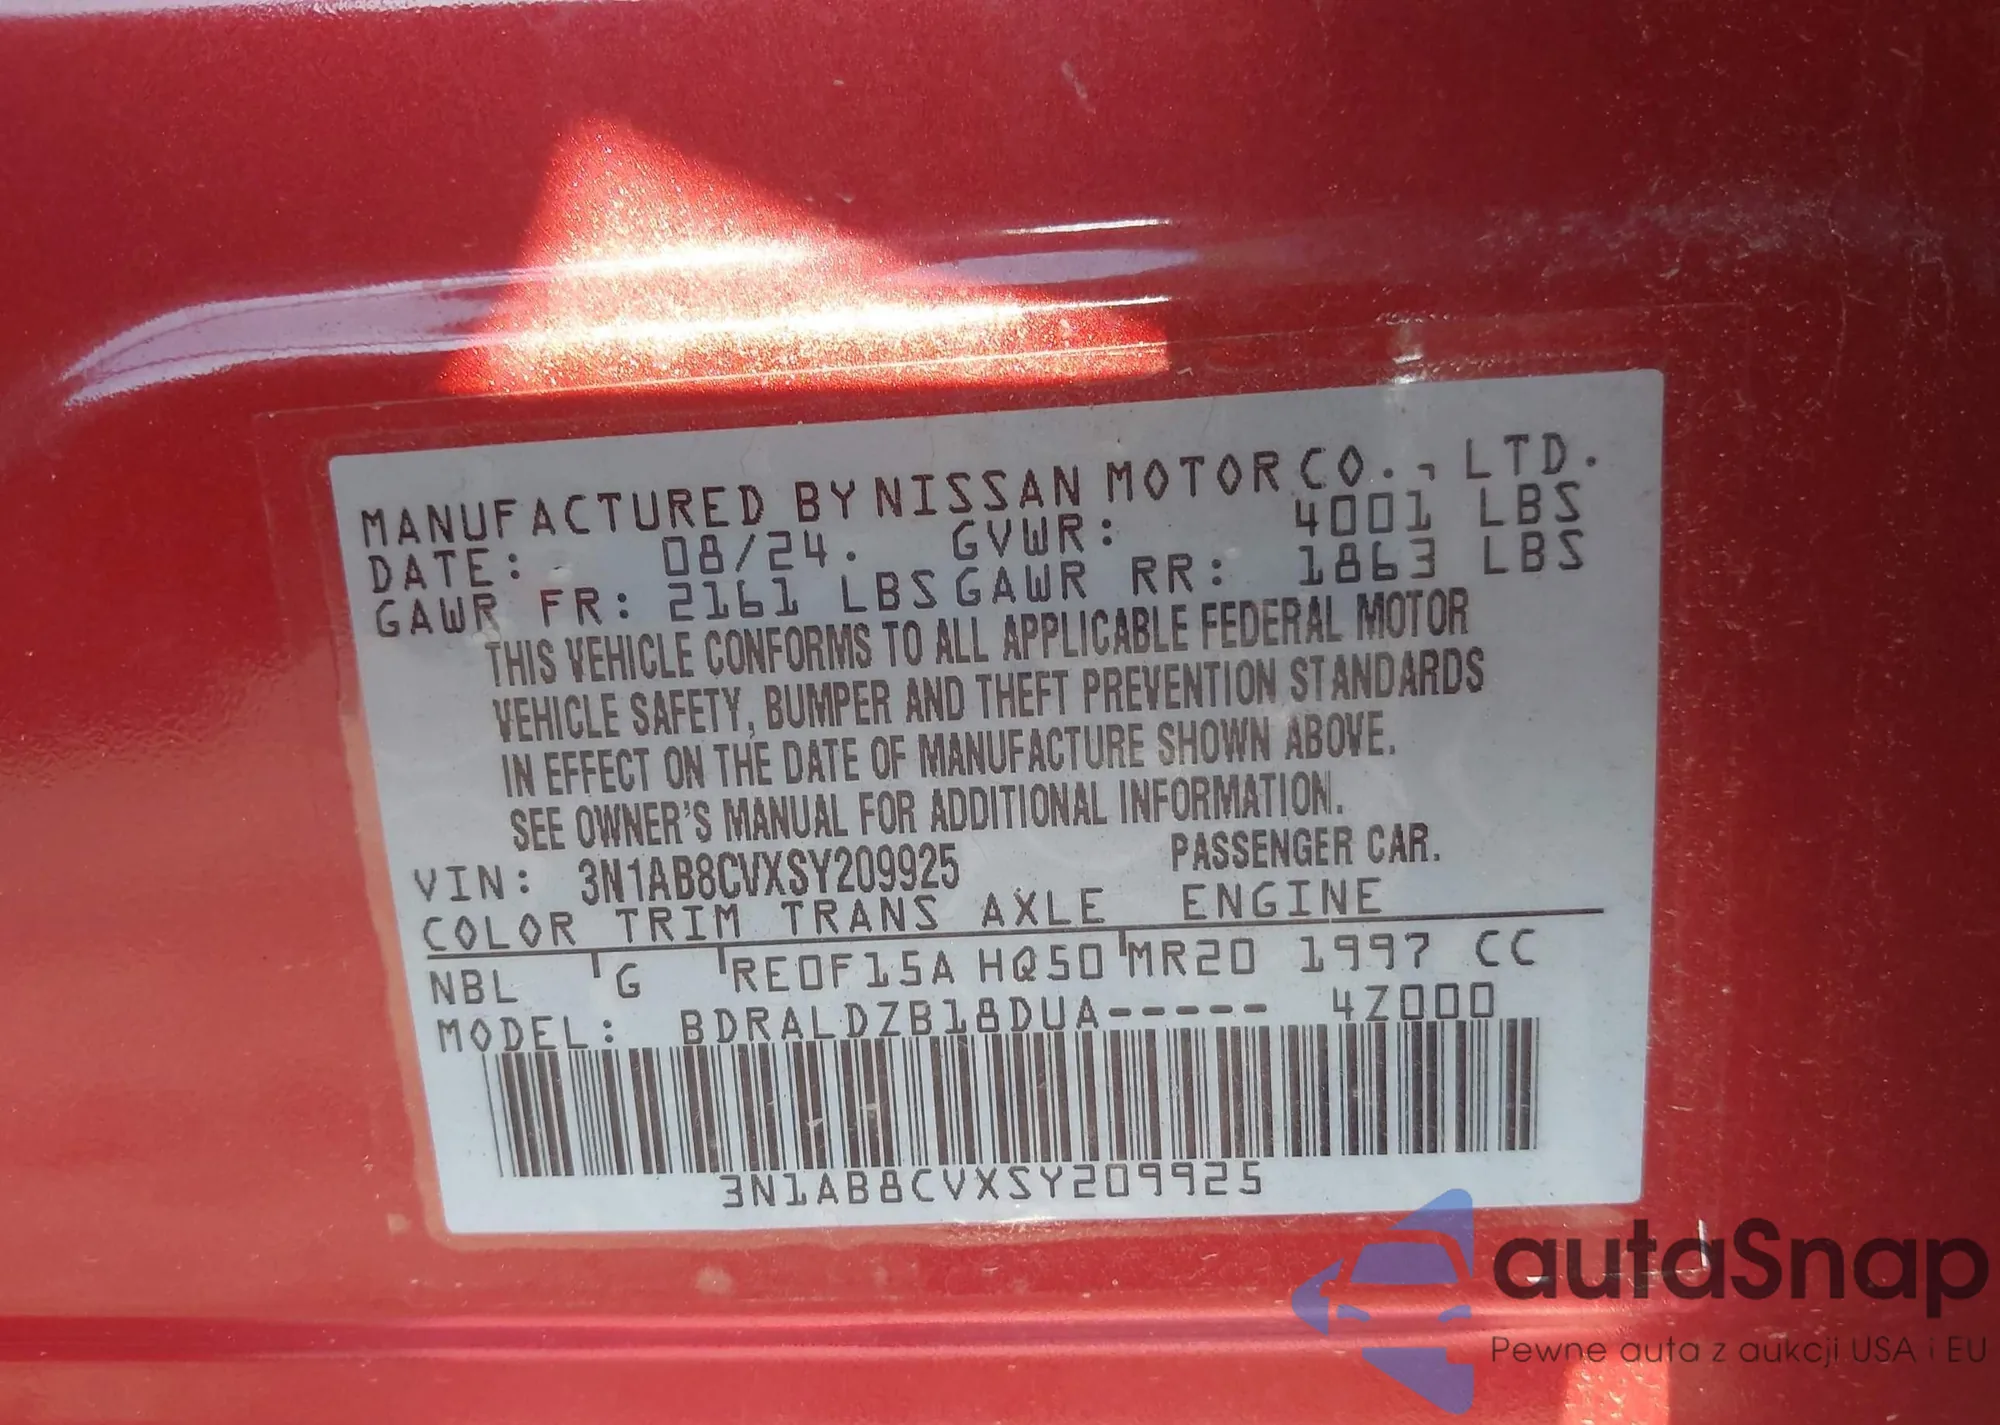 MANUFACTURED BY NISSAN MOTOR CO., LTD.
DATE: 08/24. GVWR: 4001 LBS
GAWR FR: 2161 LBS GAWR RR: 1863 LBS
THIS VEHICLE CONFORMS TO ALL APPLICABLE FEDERAL MOTOR
VEHICLE SAFETY, BUMPER AND THEFT PREVENTION STANDARDS
IN EFFECT ON THE DATE OF MANUFACTURE SHOWN ABOVE.
SEE OWNER'S MANUAL FOR ADDITIONAL INFORMATION.
VIN: 3N1AB8CVXSY209925 PASSENGER CAR.
COLOR TRIM TRANS AXLE ENGINE
NBL G RE0F15A HQ50 MR20 1997 CC
MODEL: BDRALDZB18DUA----- 4Z000
3N1AB8CVXSY209925
autaSnap
Pewne auta z aukcji USA i EU